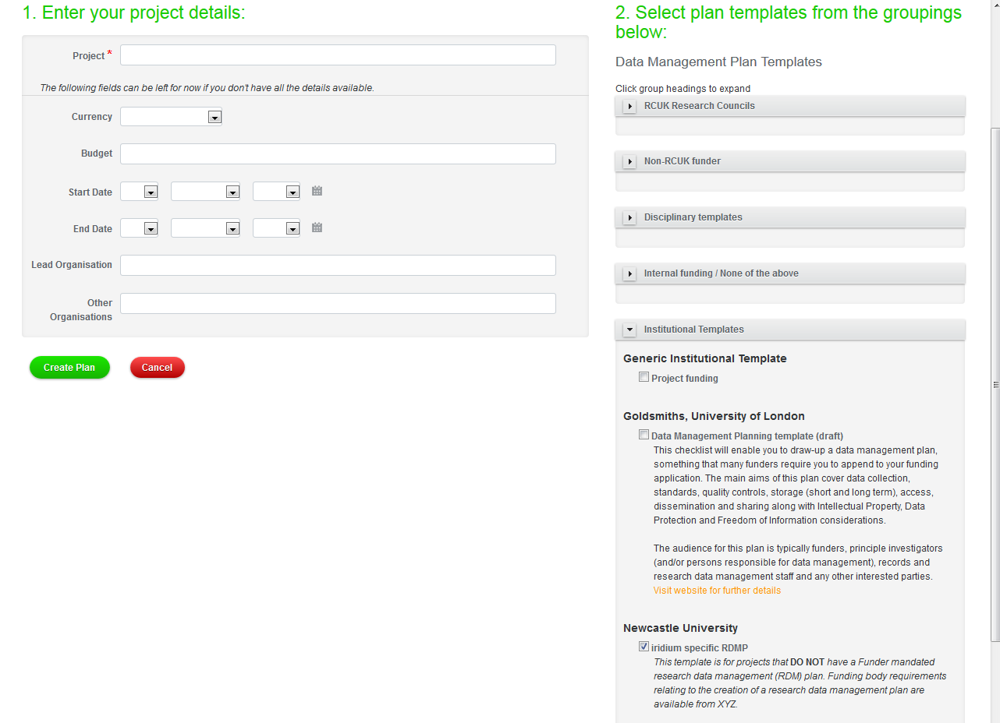 1. Enter your project details:
Project *
The following fields can be left for now if you don't have all the details available.
Currency
Budget
Start Date
End Date
Lead Organisation
Other
Organisations
Create Plan
Cancel
2. Select plan templates from the groupings
below:
Data Management Plan Templates
Click group headings to expand
RCUK Research Councils
Non-RCUK funder
Disciplinary templates
Internal funding / None of the above
Institutional Templates
Generic Institutional Template
Project funding
Goldsmiths, University of London
Data Management Planning template (draft)
This checklist will enable you to draw-up a data management plan,
something that many funders require you to append to your funding
application. The main aims of this plan cover data collection,
standards, quality controls, storage (short and long term), access,
dissemination and sharing along with Intellectual Property, Data
Protection and Freedom of Information considerations.
The audience for this plan is typically funders, principle investigators
(and/or persons responsible for data management), records and
research data management staff and any other interested parties.
Visit website for further details
Newcastle University
iridium specific RDMP
This template is for projects that DO NOT have a Funder mandated
research data management (RDM) plan. Funding body requirements
relating to the creation of a research data management plan are
available from XYZ.